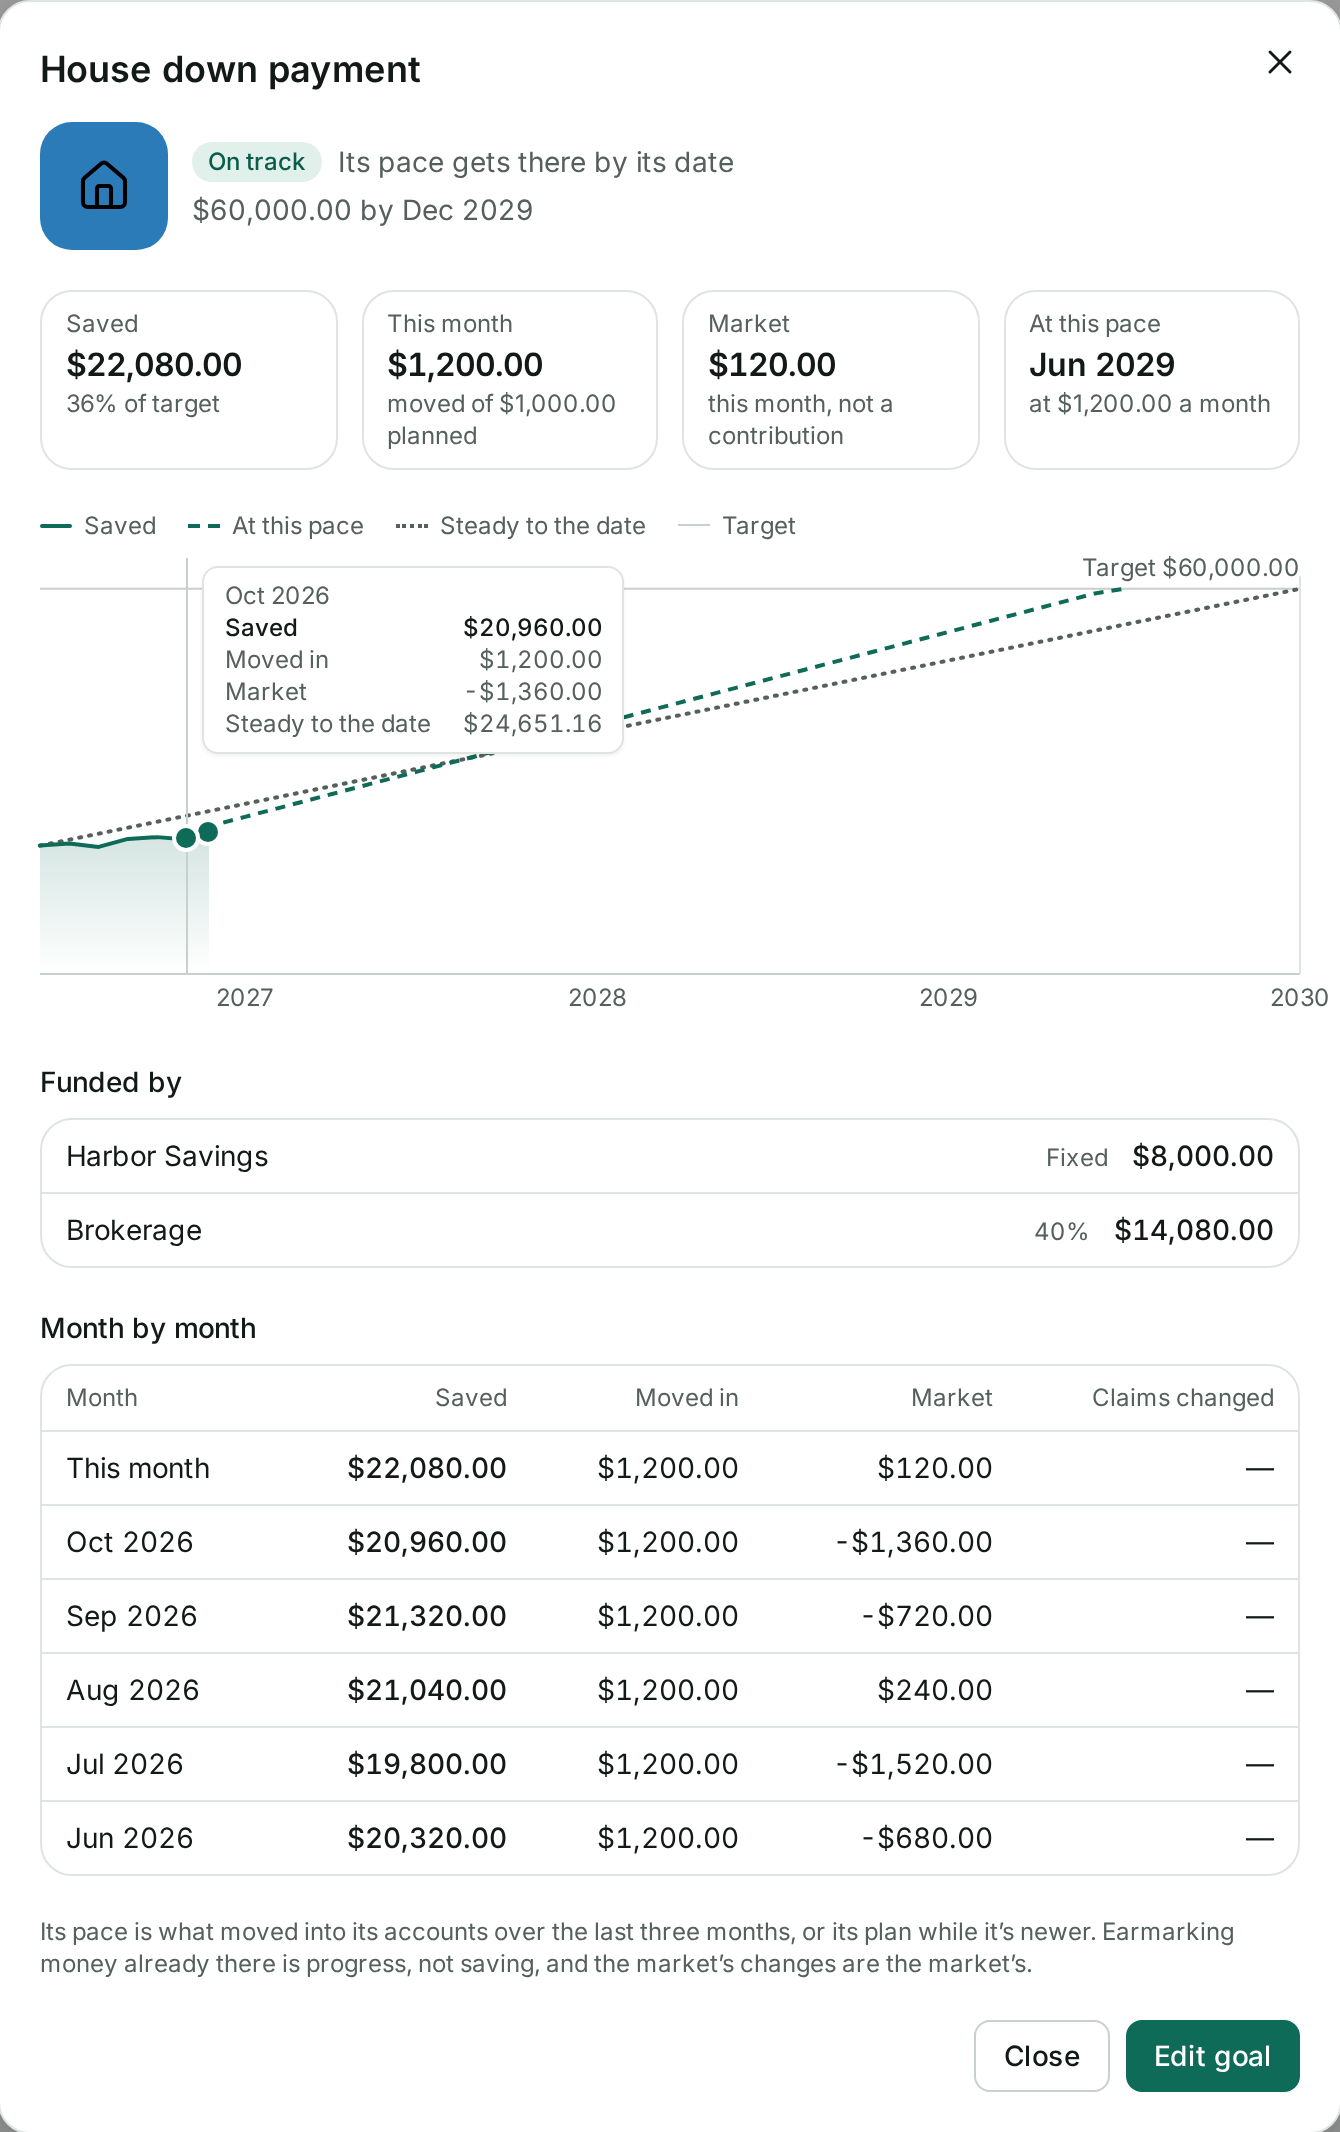 House down payment
On track Its pace gets there by its date
$60,000.00 by Dec 2029
Saved
$22,080.00
36% of target
This month
$1,200.00
moved of $1,000.00
planned
Market
$120.00
this month, not a
contribution
At this pace
Jun 2029
at $1,200.00 a month
Saved At this pace Steady to the date Target
Target $60,000.00
Oct 2026
Saved $20,960.00
Moved in $1,200.00
Market -$1,360.00
Steady to the date $24,651.16
2027 2028 2029 2030
Funded by
Harbor Savings Fixed $8,000.00
Brokerage 40% $14,080.00
Month by month
Month Saved Moved in Market Claims changed
This month $22,080.00 $1,200.00 $120.00 —
Oct 2026 $20,960.00 $1,200.00 -$1,360.00 —
Sep 2026 $21,320.00 $1,200.00 -$720.00 —
Aug 2026 $21,040.00 $1,200.00 $240.00 —
Jul 2026 $19,800.00 $1,200.00 -$1,520.00 —
Jun 2026 $20,320.00 $1,200.00 -$680.00 —
Its pace is what moved into its accounts over the last three months, or its plan while it’s newer. Earmarking
money already there is progress, not saving, and the market’s changes are the market’s.
Close Edit goal